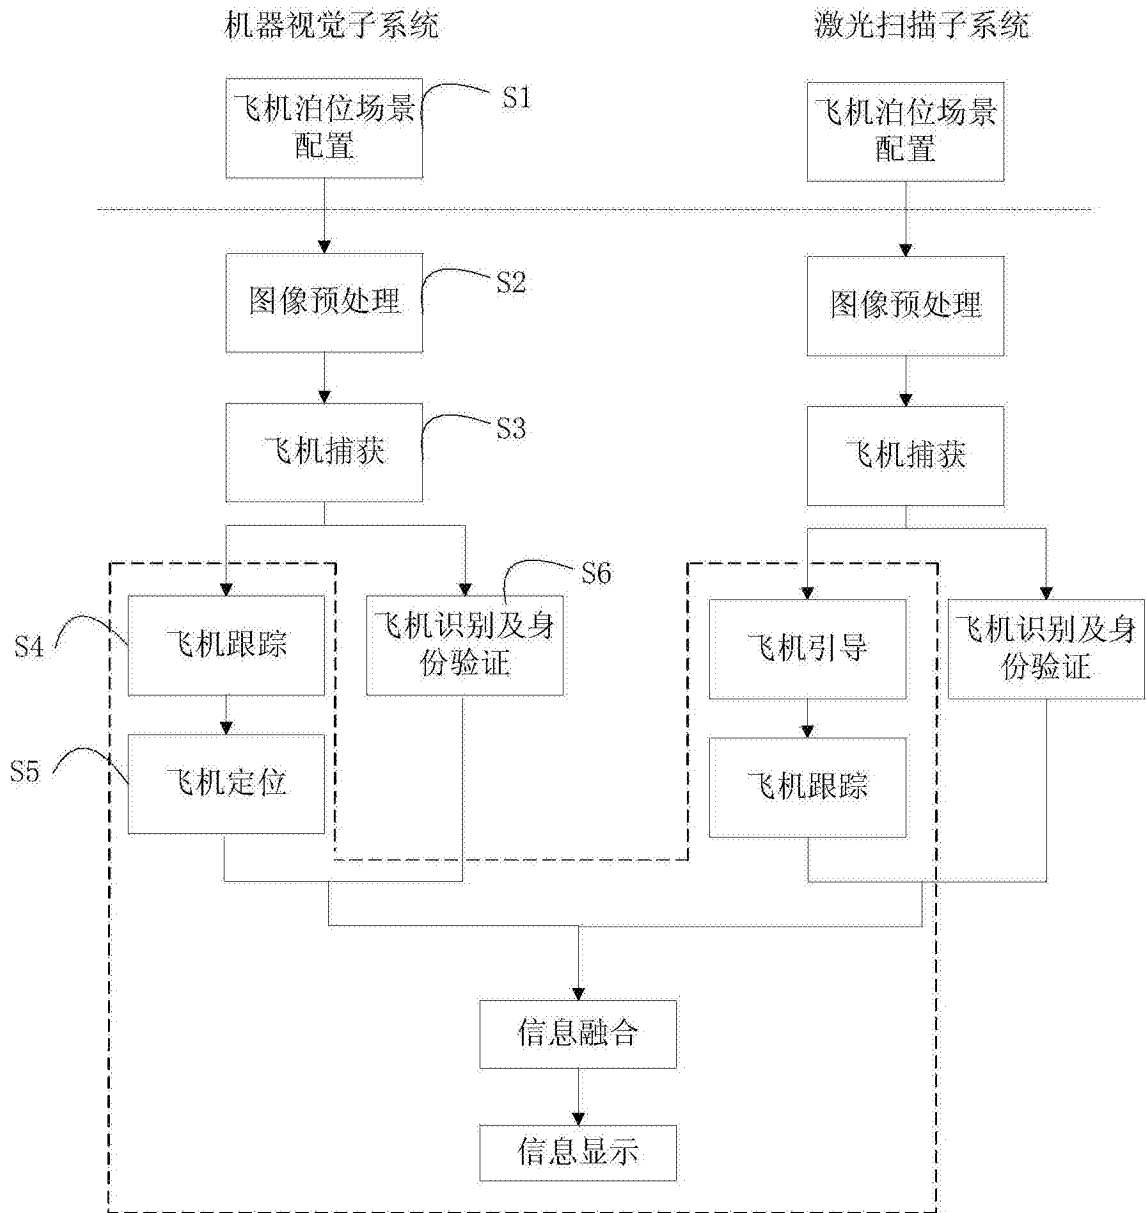 机器视觉子系统
激光扫描子系统
飞机泊位场景
配置
S1
飞机泊位场景
配置
图像预处理
S2
图像预处理
飞机捕获
S3
飞机捕获
S4
飞机跟踪
飞机识别及身
份验证
S6
飞机引导
飞机识别及身
份验证
S5
飞机定位
飞机跟踪
信息融合
信息显示